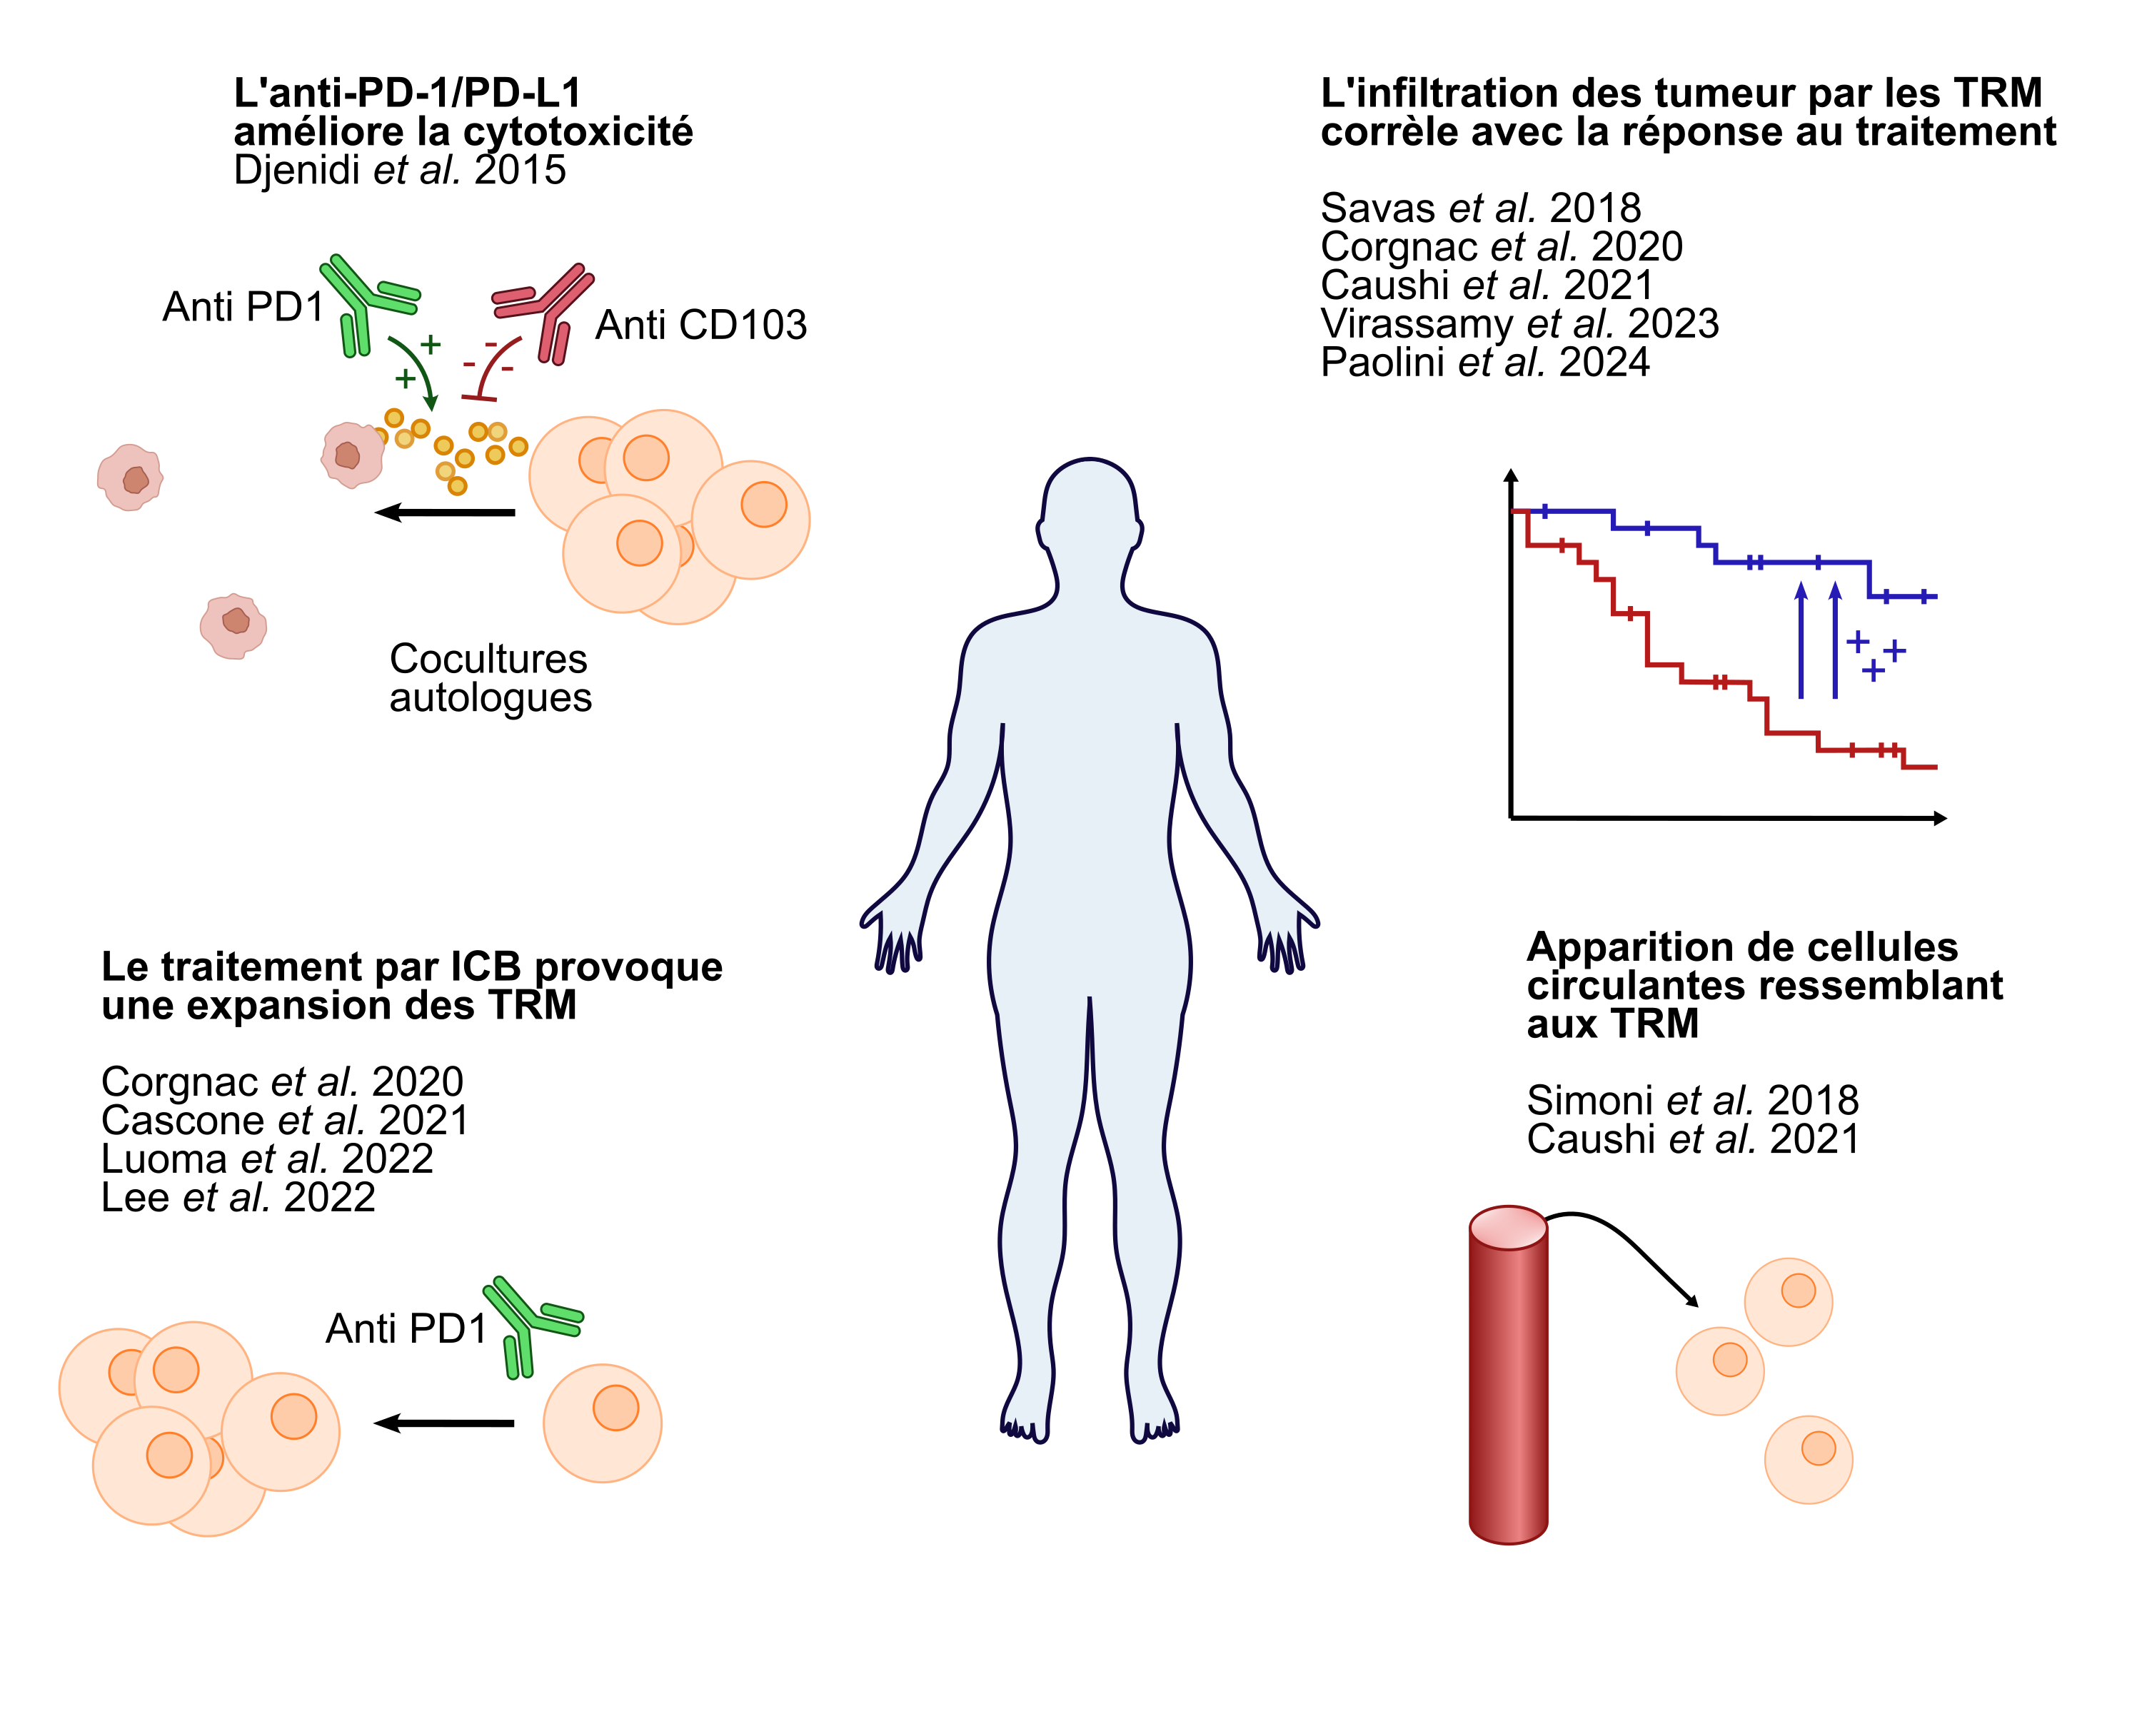 L'anti-PD-1/PD-L1
améliore la cytotoxicité
Djenidi et al. 2015
Anti PD1
Anti CD103
+
+
-
-
-
Cocultures
autologues
L'infiltration des tumeur par les TRM
corrèle avec la réponse au traitement
Savas et al. 2018
Corgnac et al. 2020
Caushi et al. 2021
Virassamy et al. 2023
Paolini et al. 2024
+
+
+
Le traitement par ICB provoque
une expansion des TRM
Corgnac et al. 2020
Cascone et al. 2021
Luoma et al. 2022
Lee et al. 2022
Anti PD1
Apparition de cellules
circulantes ressemblant
aux TRM
Simoni et al. 2018
Caushi et al. 2021